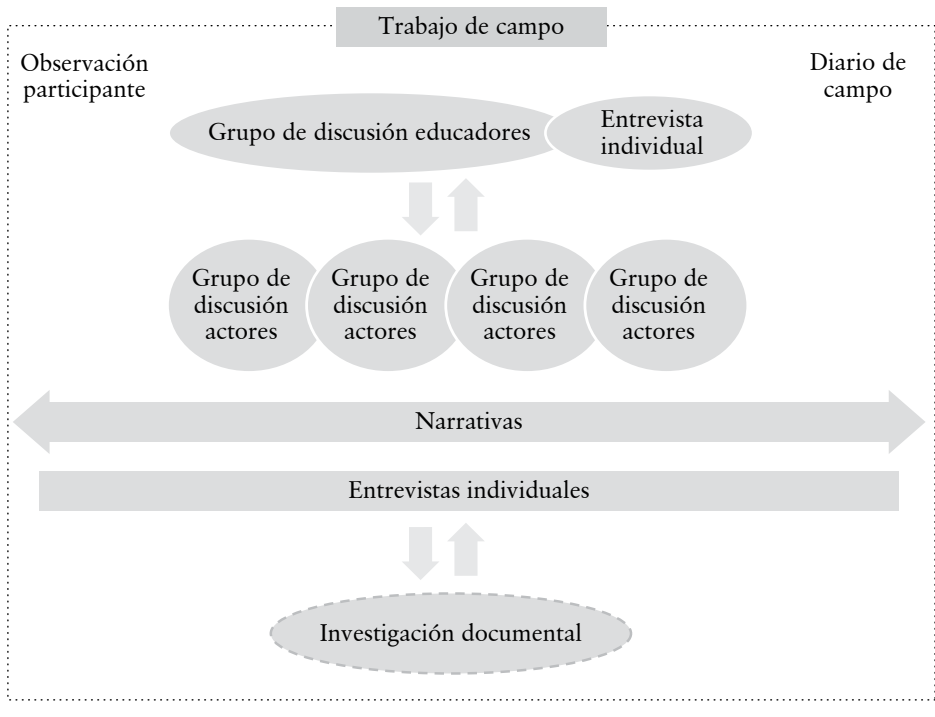 Trabajo de campo
Observación
participante
Diario de
campo
Grupo de discusión educadores
Entrevista
individual
Grupo de
discusión
actores
Grupo de
discusión
actores
Grupo de
discusión
actores
Grupo de
discusión
actores
Narrativas
Entrevistas individuales
Investigación documental